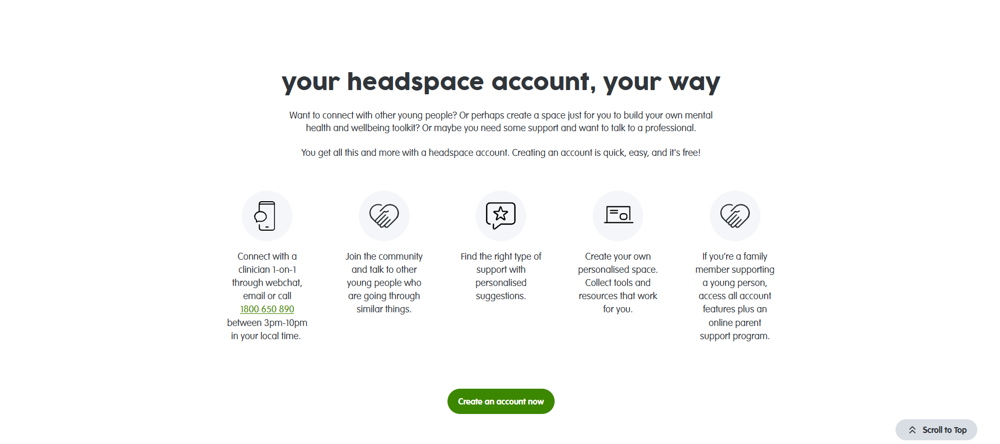 your headspace account, your way
Want to connect with other young people? Or perhaps create a space just for you to build your own mental
health and wellbeing toolkit? Or maybe you need some support and want to talk to a professional.
You get all this and more with a headspace account. Creating an account is quick, easy, and it's free!
Connect with a
clinician 1-on-1
through webchat,
email or call
1800 650 890
between 3pm-10pm
in your local time.
Join the community
and talk to other
young people who
are going through
similar things.
Find the right type of
support with
personalised
suggestions.
Create your own
personalised space.
Collect tools and
resources that work
for you.
If you’re a family
member supporting
a young person,
access all account
features plus an
online parent
support program.
Create an account now
Scroll to Top